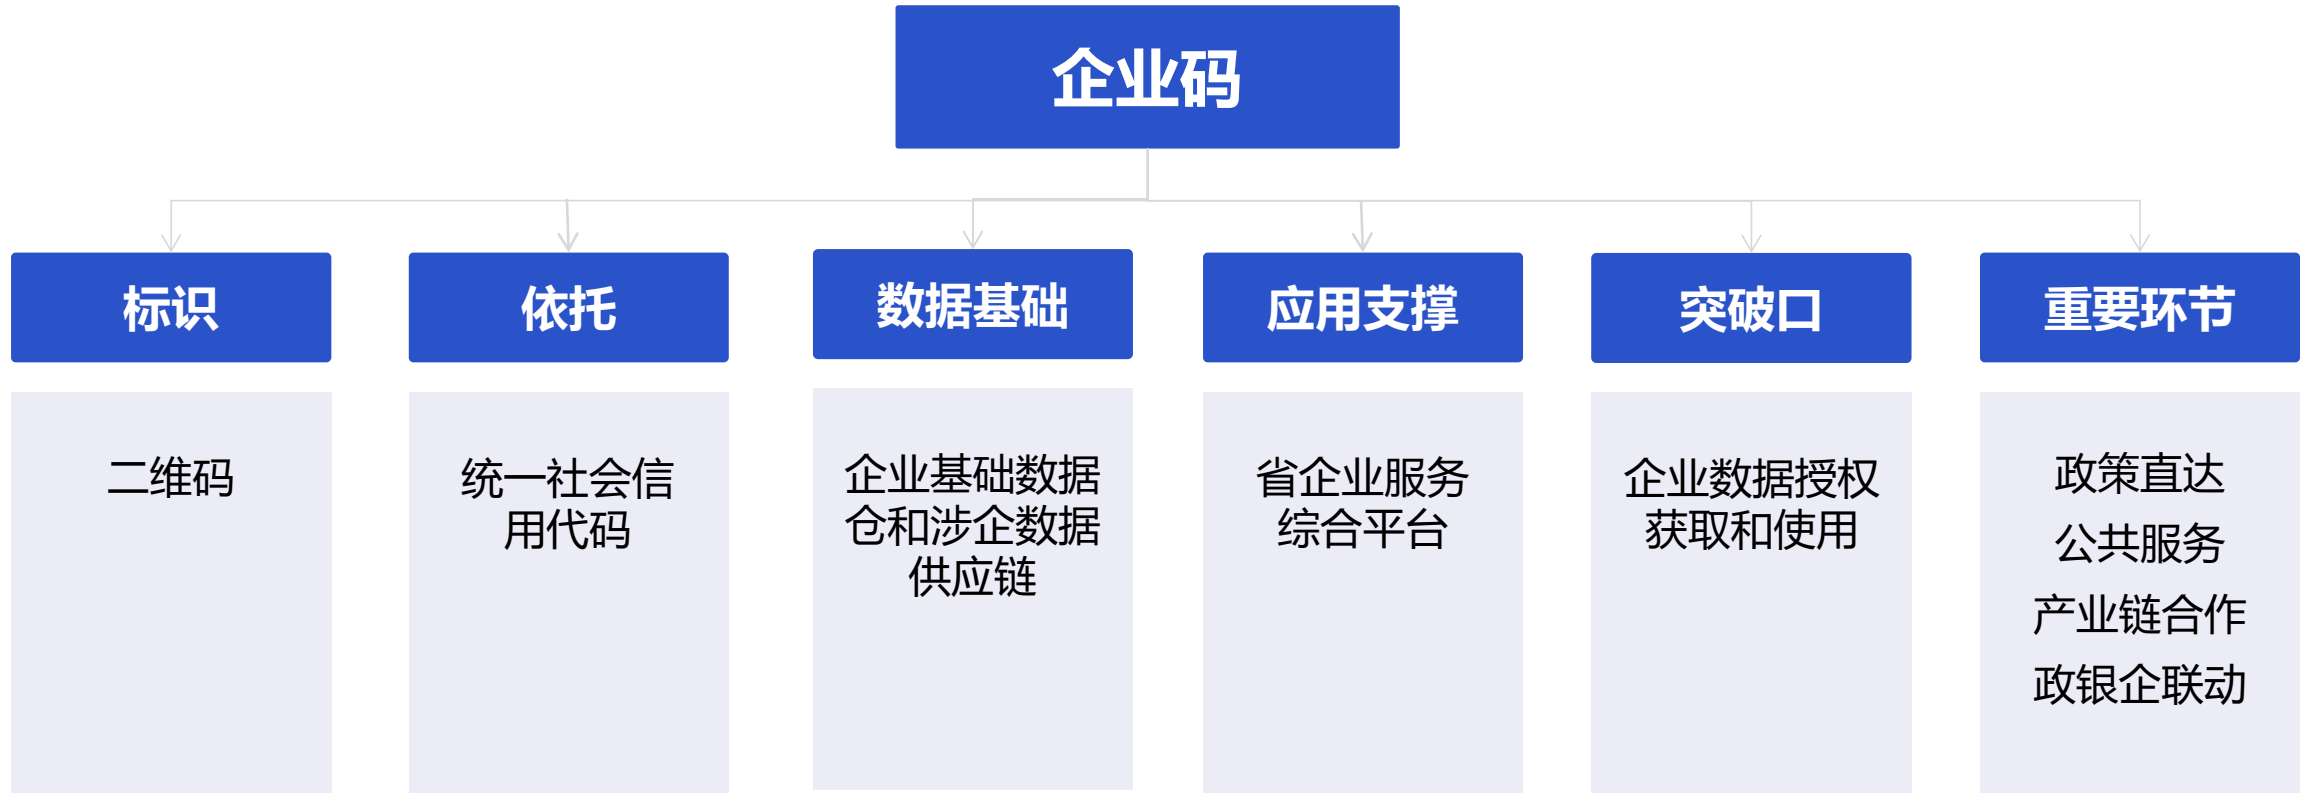 企业码
标识
依托
数据基础
应用支撑
突破口
重要环节
二维码
统一社会信
用代码
企业基础数据
仓和涉企数据
供应链
省企业服务
综合平台
企业数据授权
获取和使用
政策直达
公共服务
产业链合作
政银企联动